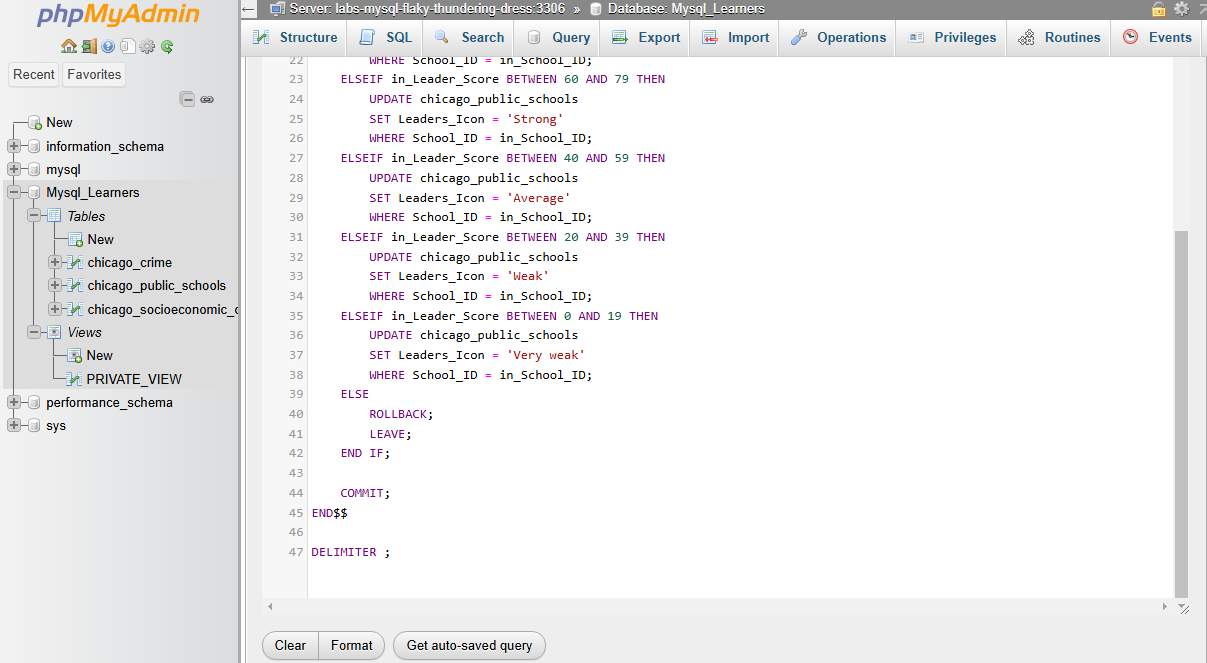 phpMyAdmin
Recent Favorites
New
information_schema
mysql
Mysql_Learners
Tables
New
chicago_crime
chicago_public_schools
chicago_socioeconomic_c
Views
New
PRIVATE_VIEW
performance_schema
sys
Server: labs-mysql-flaky-thundering-dress:3306 » Database: Mysql_Learners
Structure SQL Search Query Export Import Operations Privileges Routines Events
22 WHERE School_ID = in_School_ID;
23 ELSEIF in_Leader_Score BETWEEN 60 AND 79 THEN
24 UPDATE chicago_public_schools
25 SET Leaders_Icon = 'Strong'
26 WHERE School_ID = in_School_ID;
27 ELSEIF in_Leader_Score BETWEEN 40 AND 59 THEN
28 UPDATE chicago_public_schools
29 SET Leaders_Icon = 'Average'
30 WHERE School_ID = in_School_ID;
31 ELSEIF in_Leader_Score BETWEEN 20 AND 39 THEN
32 UPDATE chicago_public_schools
33 SET Leaders_Icon = 'Weak'
34 WHERE School_ID = in_School_ID;
35 ELSEIF in_Leader_Score BETWEEN 0 AND 19 THEN
36 UPDATE chicago_public_schools
37 SET Leaders_Icon = 'Very weak'
38 WHERE School_ID = in_School_ID;
39 ELSE
40 ROLLBACK;
41 LEAVE;
42 END IF;
43
44 COMMIT;
45 END$$
46
47 DELIMITER ;
Clear Format Get auto-saved query